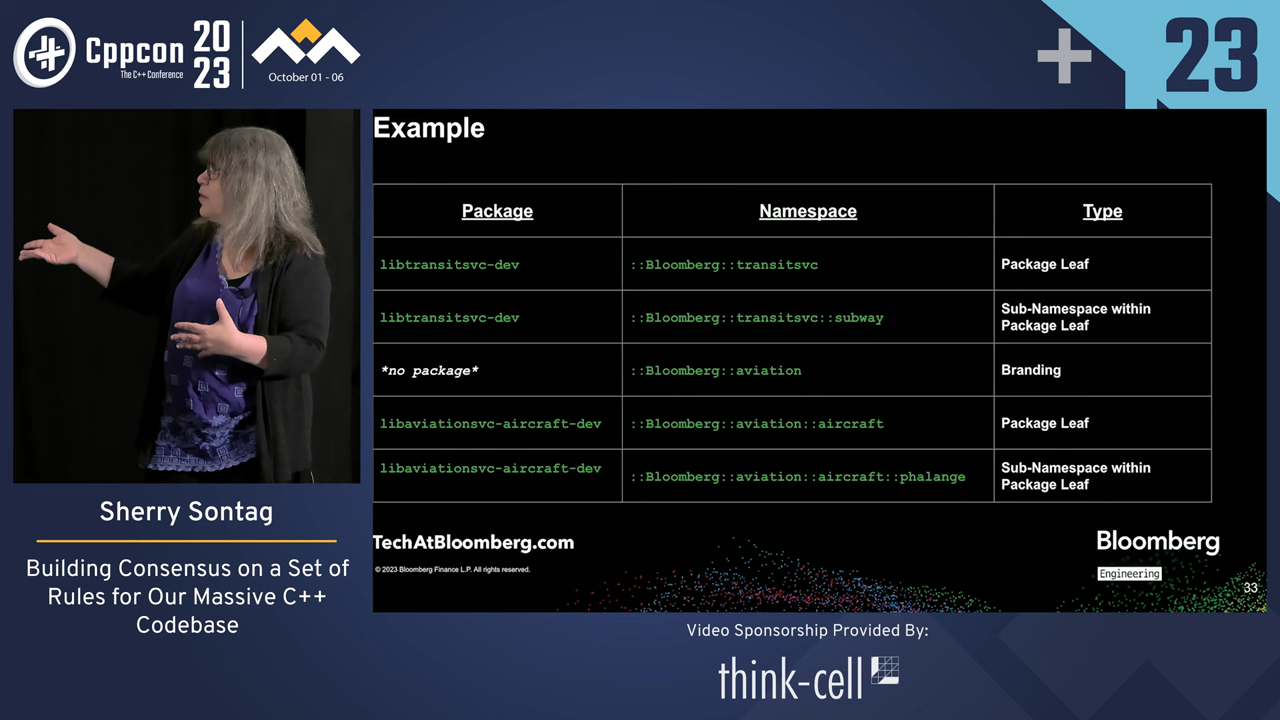 Cppcon
The C++ Conference
20
23
October 01 - 06
23
Example
Package Namespace Type
libtransitsvc-dev ::Bloomberg::transitsvc Package Leaf
libtransitsvc-dev ::Bloomberg::transitsvc::subway Sub-Namespace within
Package Leaf
*no package* ::Bloomberg::aviation Branding
libaviationsvc-aircraft-dev ::Bloomberg::aviation::aircraft Package Leaf
libaviationsvc-aircraft-dev ::Bloomberg::aviation::aircraft::phalange Sub-Namespace within
Package Leaf
TechAtBloomberg.com
© 2023 Bloomberg Finance L.P. All rights reserved.
Bloomberg
Engineering
33
Sherry Sontag
Building Consensus on a Set of
Rules for Our Massive C++
Codebase
Video Sponsorship Provided By:
think-cell